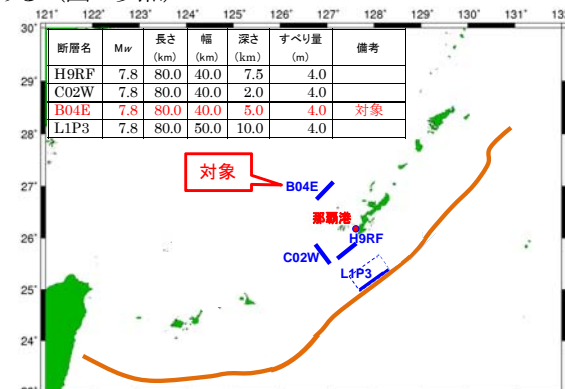 121° 122° 123° 124° 125° 126° 127° 128° 129° 130° 131°
30°
断層名 Mw 長さ(km) 幅(km) 深さ(km) すべり量(m) 備考
H9RF 7.8 80.0 40.0 7.5 4.0
C02W 7.8 80.0 40.0 2.0 4.0
B04E 7.8 80.0 40.0 5.0 4.0 対象
L1P3 7.8 80.0 50.0 10.0 4.0
29°
28°
対象
27°
B04E
那覇港
26°
H9RF
C02W
L1P3
25°
24°